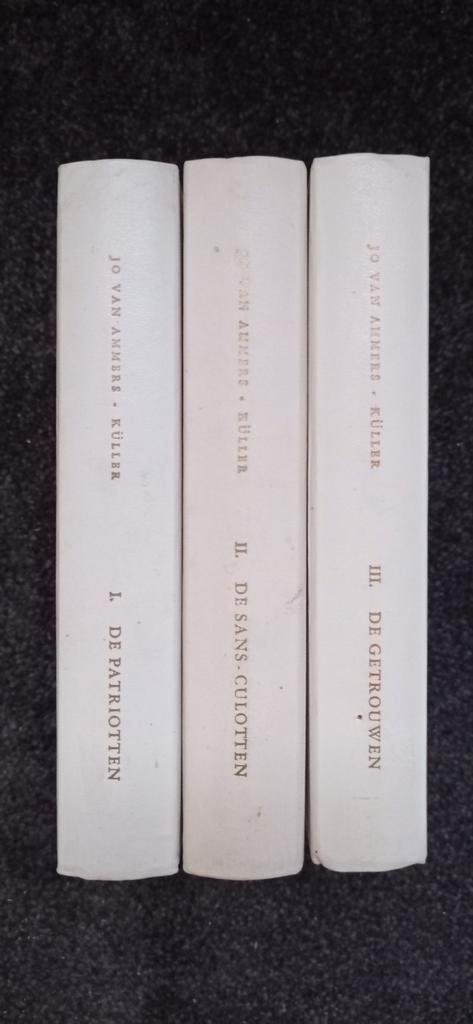 JO VAN AMMERS · KÜLLER
I. DE PATRIOTTEN
JO VAN AMMERS · KÜLLER
II. DE SANS-CULOTTEN
JO VAN AMMERS · KÜLLER
III. DE GETROUWEN